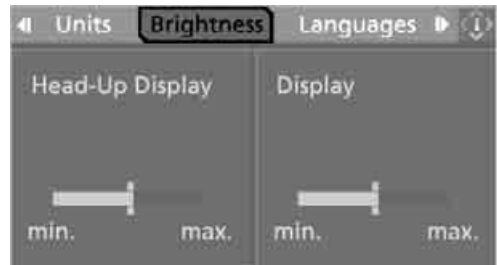 Units Brightness Languages
Head-Up Display
Display
min. max.
min. max.